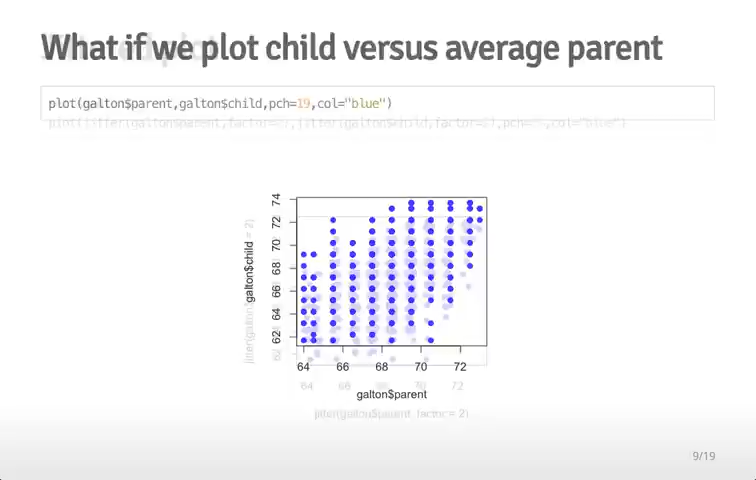 What if we plot child versus average parent
plot(galton$parent,galton$child,pch=19,col="blue")
galton$child
74
72
70
68
66
64
62
64 66 68 70 72
galton$parent
9/19